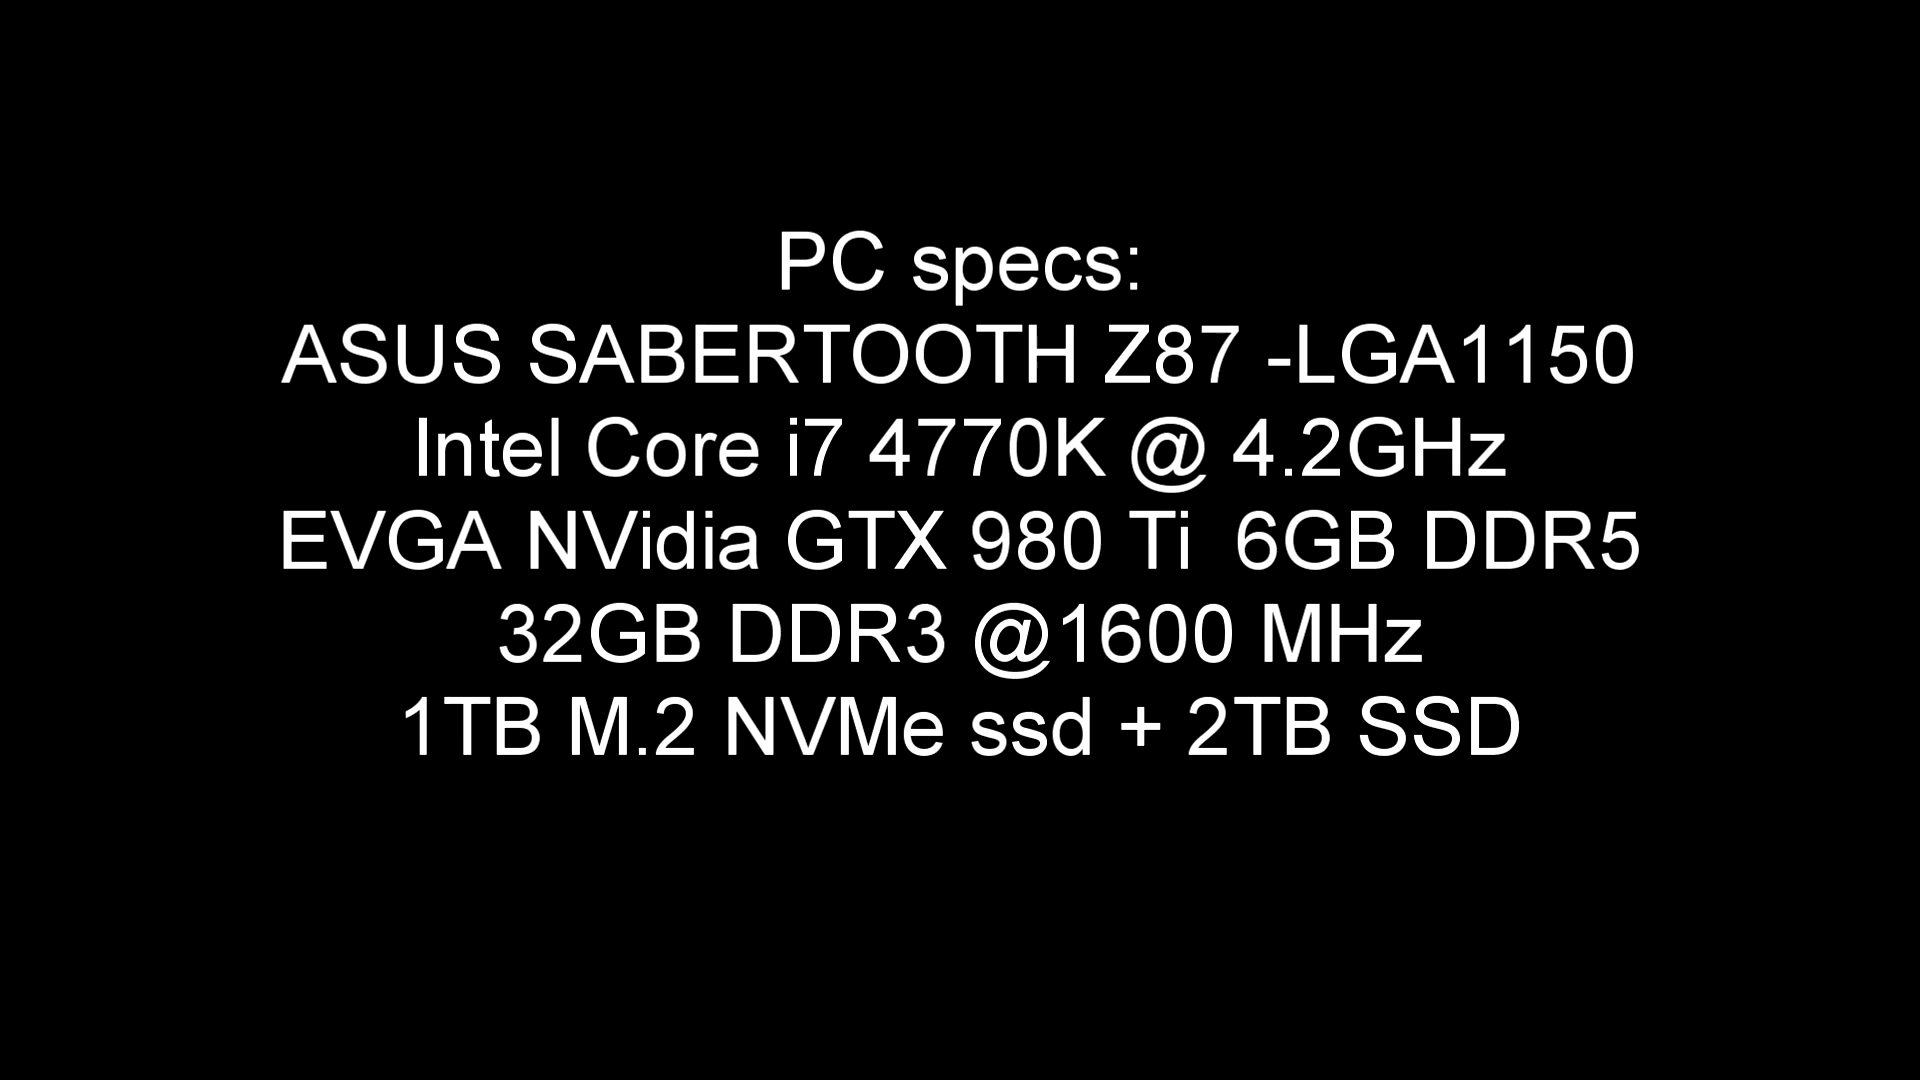 PC specs:
ASUS SABERTOOTH Z87 -LGA1150
Intel Core i7 4770K @ 4.2GHz
EVGA NVidia GTX 980 Ti  6GB DDR5
32GB DDR3 @1600 MHz
1TB M.2 NVMe ssd + 2TB SSD